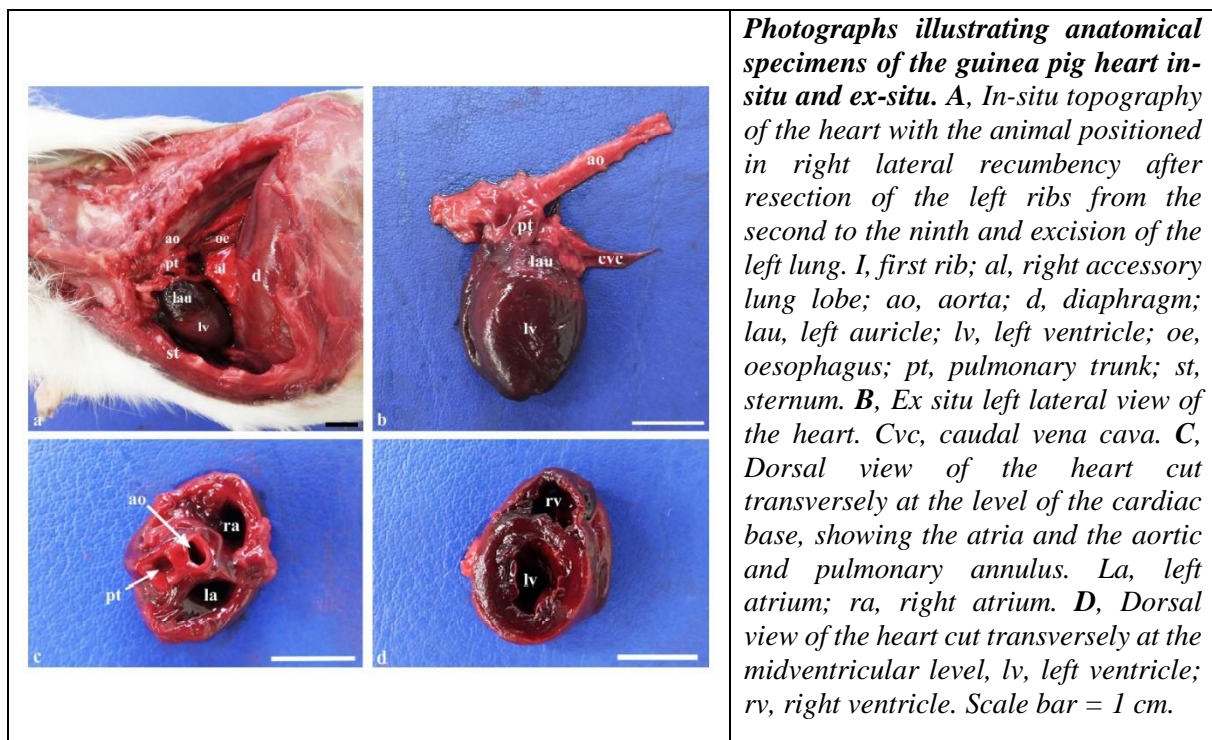 ao
oe
pt
al
d
lau
lv
st
a
ao
pt
cvc
lau
lv
b
ao
ra
pt
la
c
rv
lv
d
Photographs illustrating anatomical
specimens of the guinea pig heart in-
situ and ex-situ. A, In-situ topography
of the heart with the animal positioned
in right lateral recumbency after
resection of the left ribs from the
second to the ninth and excision of the
left lung. I, first rib; al, right accessory
lung lobe; ao, aorta; d, diaphragm;
lau, left auricle; lv, left ventricle; oe,
oesophagus; pt, pulmonary trunk; st,
sternum. B, Ex situ left lateral view of
the heart. Cvc, caudal vena cava. C,
Dorsal view of the heart cut
transversely at the level of the cardiac
base, showing the atria and the aortic
and pulmonary annulus. La, left
atrium; ra, right atrium. D, Dorsal
view of the heart cut transversely at the
midventricular level, lv, left ventricle;
rv, right ventricle. Scale bar = 1 cm.